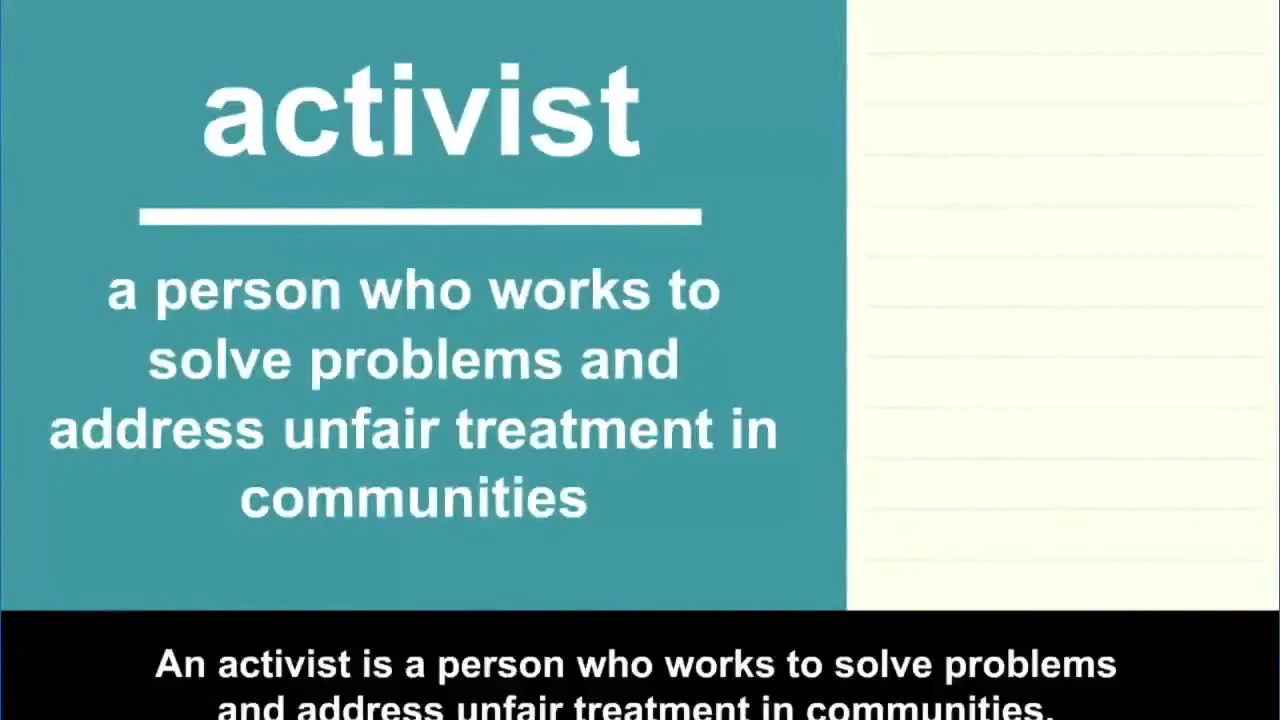 activist
a person who works to
solve problems and
address unfair treatment in
communities
An activist is a person who works to solve problems
and address unfair treatment in communities.